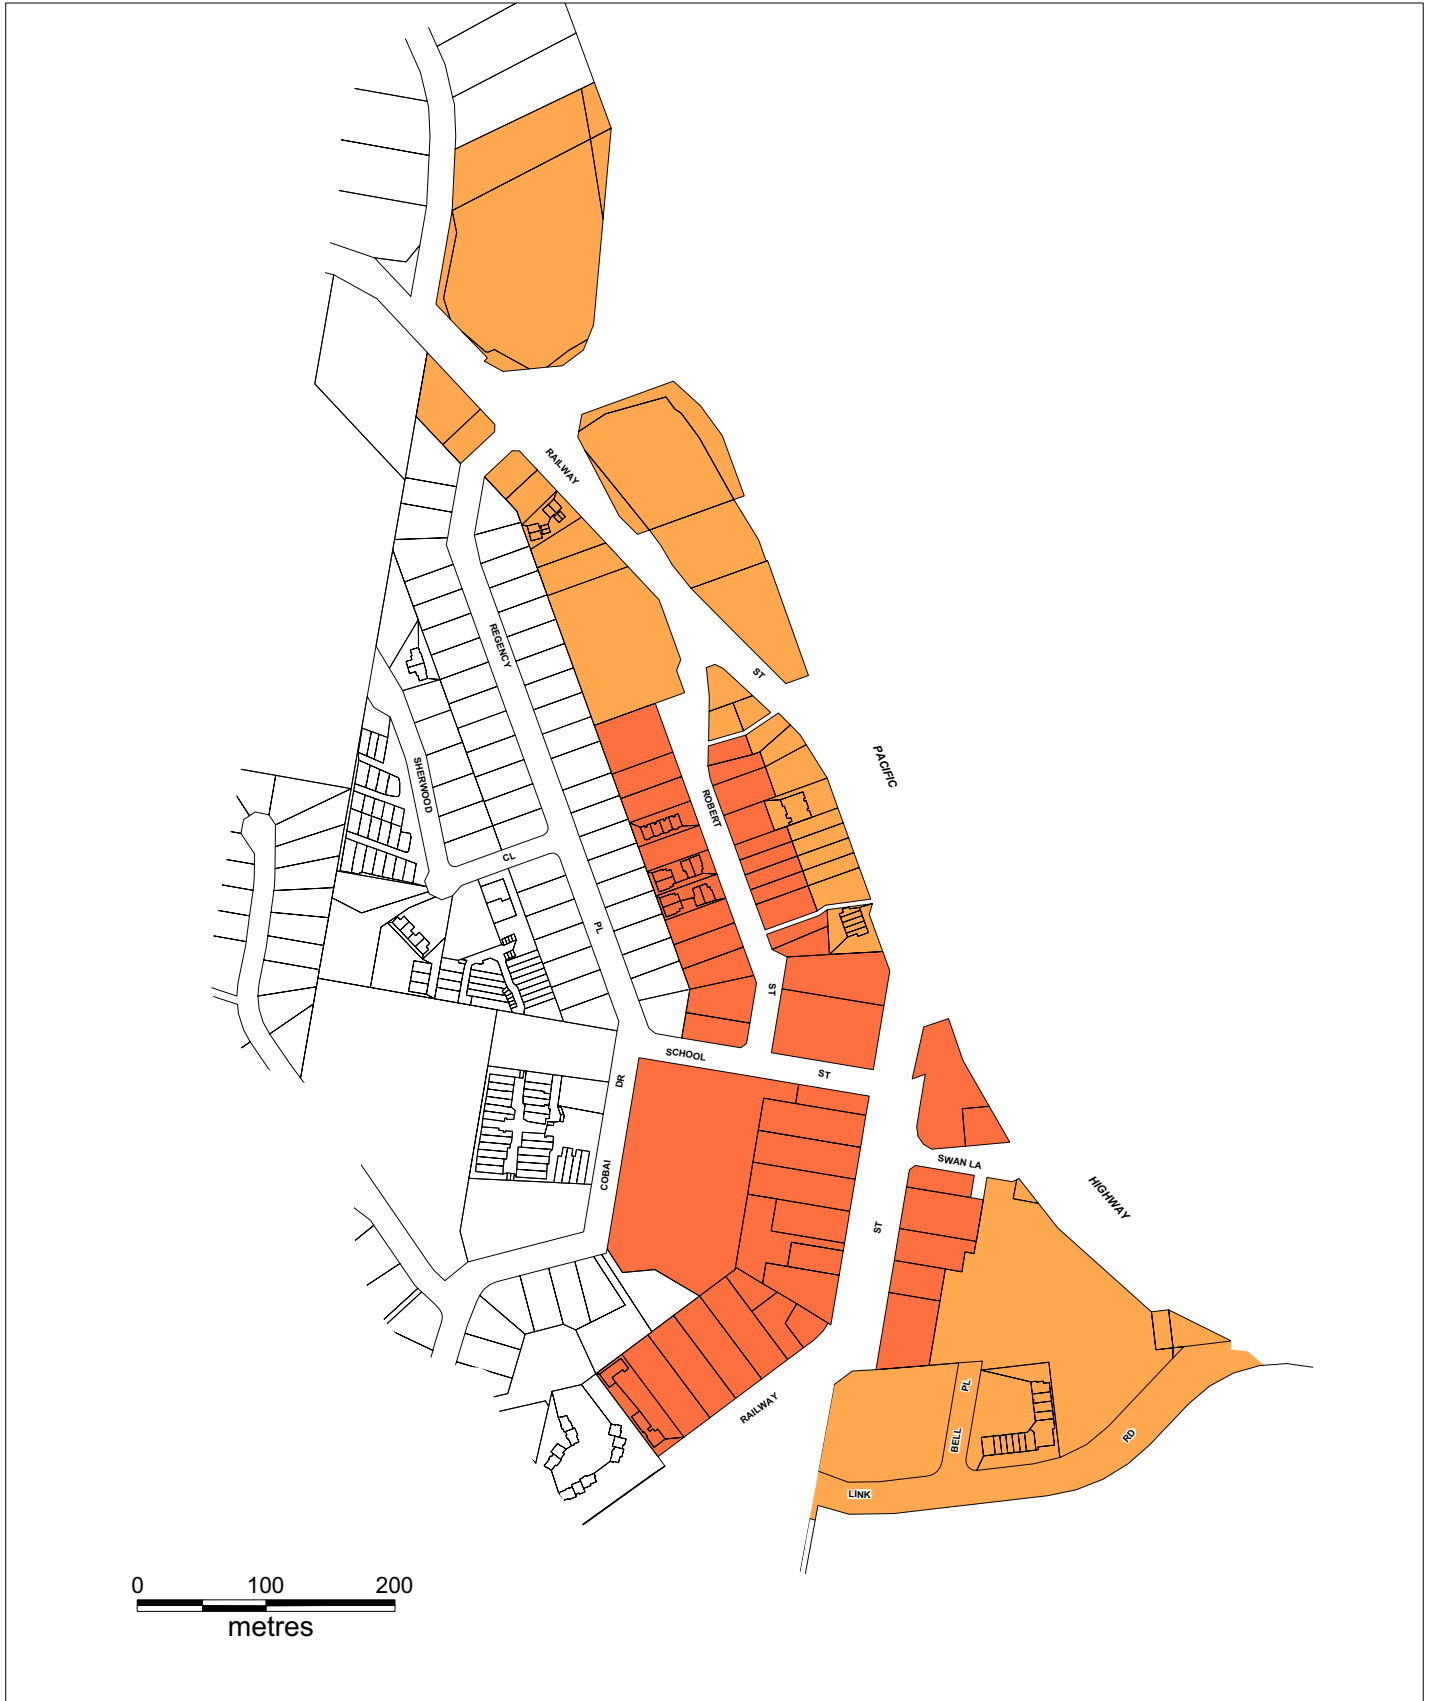 RAILWAY
REGENCY
ST
PACIFIC
SHERWOOD
ROBERT
CL
PL
ST
SCHOOL
ST
DR
COBAI
SWAN LA
HIGHWAY
ST
RAILWAY
PL
BELL
RD
LINK
0 100 200
metres